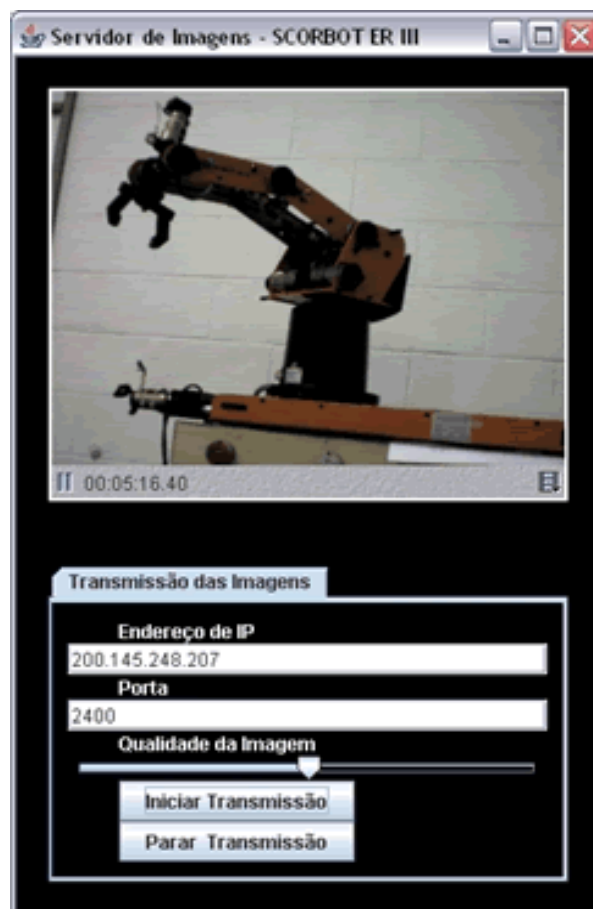 Servidor de Imagens - SCORBOT ER III
00:05:16.40
Transmissão das Imagens
Endereço de IP
200.145.248.207
Porta
2400
Qualidade da Imagem
Iniciar Transmissão
Parar Transmissão